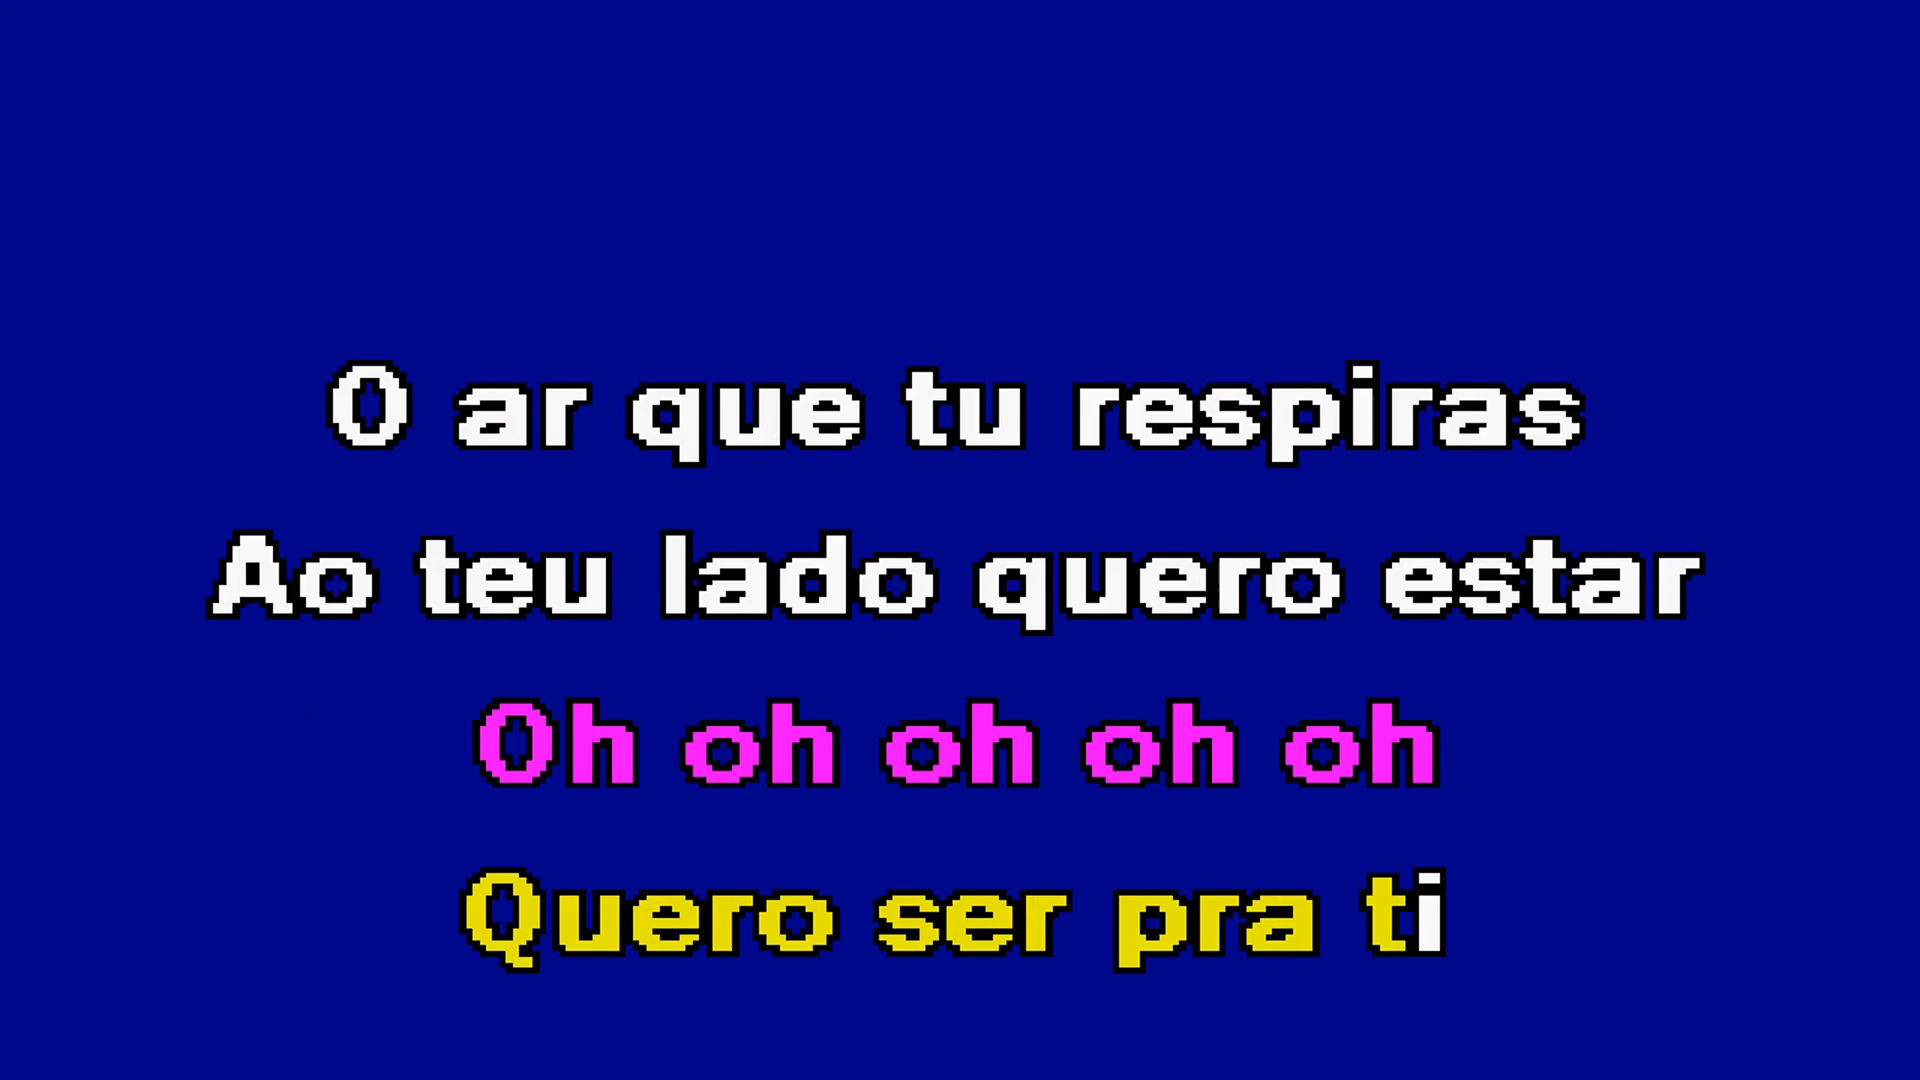 O ar que tu respiras
Ao teu lado quero estar
Oh oh oh oh oh
Quero ser pra ti